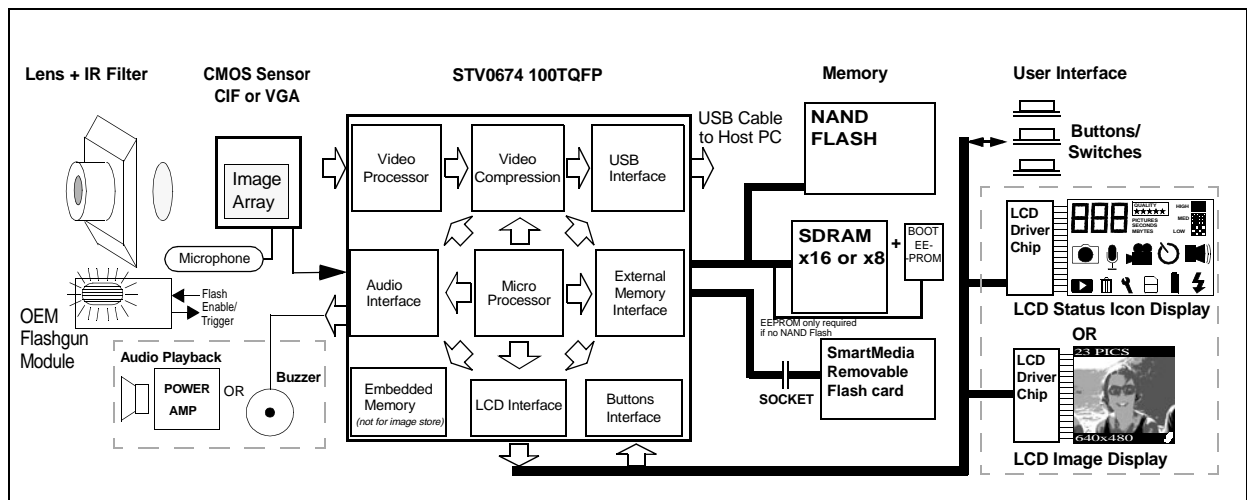 Lens + IR Filter
CMOS Sensor
CIF or VGA
STV0674 100TQFP
Memory
User Interface
Image
Array
Microphone
Flash
Enable/
Trigger
OEM
Flashgun
Module
Audio Playback
POWER
AMP
OR
Buzzer
Video
Processor
Video
Compression
USB
Interface
Audio
Interface
Micro
Processor
External
Memory
Interface
Embedded
Memory
(not for image store)
LCD Interface
Buttons
Interface
USB Cable
to Host PC
NAND
FLASH
SDRAM
x16 or x8
+
BOOT
EE-
-PROM
EEPROM only required
if no NAND Flash
SOCKET
SmartMedia
Removable
Flash card
Buttons/
Switches
LCD
Driver
Chip
888
QUALITY
★★★★★
PICTURES
SECONDS
MBYTES
HIGH
MED
LOW
LCD Status Icon Display
OR
LCD
Driver
Chip
23 PICS
640x480
LCD Image Display